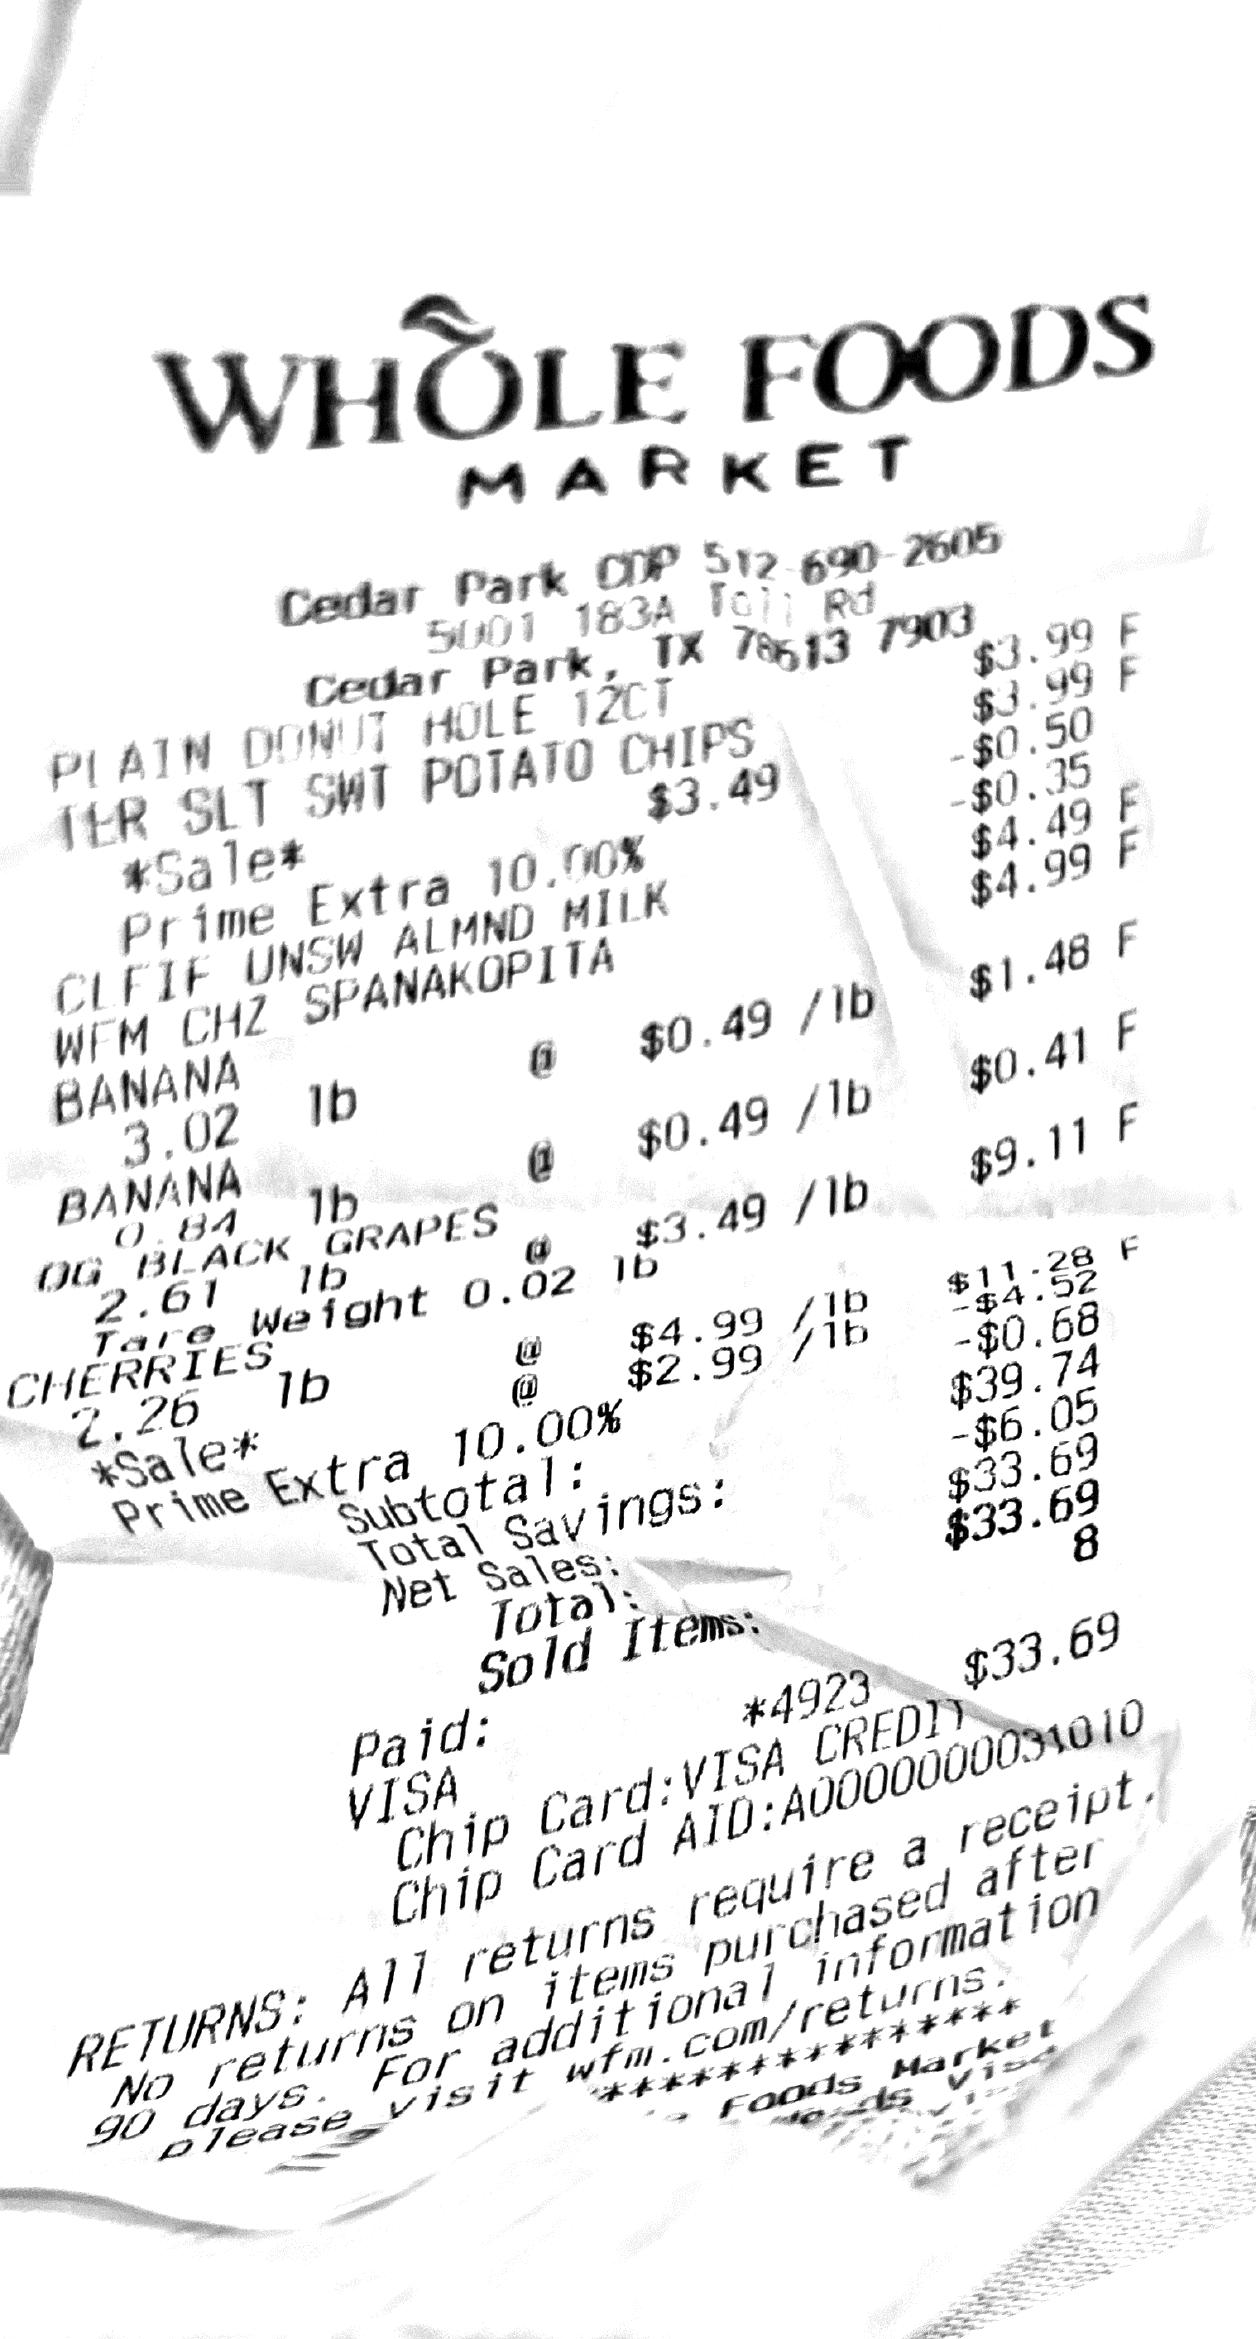 WHOLE FOODS
MARKET
Cedar Park CDP 512-690-2605
5001 183A Toll Rd
Cedar Park, TX 78613 7903
PLAIN DONUT HOLE 12CT $3.99 F
TER SLT SWT POTATO CHIPS $3.99 F
*Sale* $3.49 -$0.50
Prime Extra 10.00% -$0.35
CLFIF UNSW ALMND MILK $4.49 F
WFM CHZ SPANAKOPITA $4.99 F
BANANA
3.02 lb @ $0.49 /lb $1.48 F
BANANA
0.84 lb @ $0.49 /lb $0.41 F
OG BLACK GRAPES
2.61 lb @ $3.49 /lb $9.11 F
Tare Weight 0.02 lb
CHERRIES
2.26 lb @ $4.99 /lb $11.28 F
*Sale* @ $2.99 /lb -$4.52
Prime Extra 10.00% -$0.68
Subtotal: $39.74
Total Savings: -$6.05
Net Sales: $33.69
Total: $33.69
Sold Items: 8
Paid:
VISA *4923 $33.69
Chip Card:VISA CREDIT
Chip Card AID:A0000000031010
RETURNS: All returns require a receipt.
No returns on items purchased after
90 days. For additional information
please visit wfm.com/returns.
***************
Foods Market
Visa